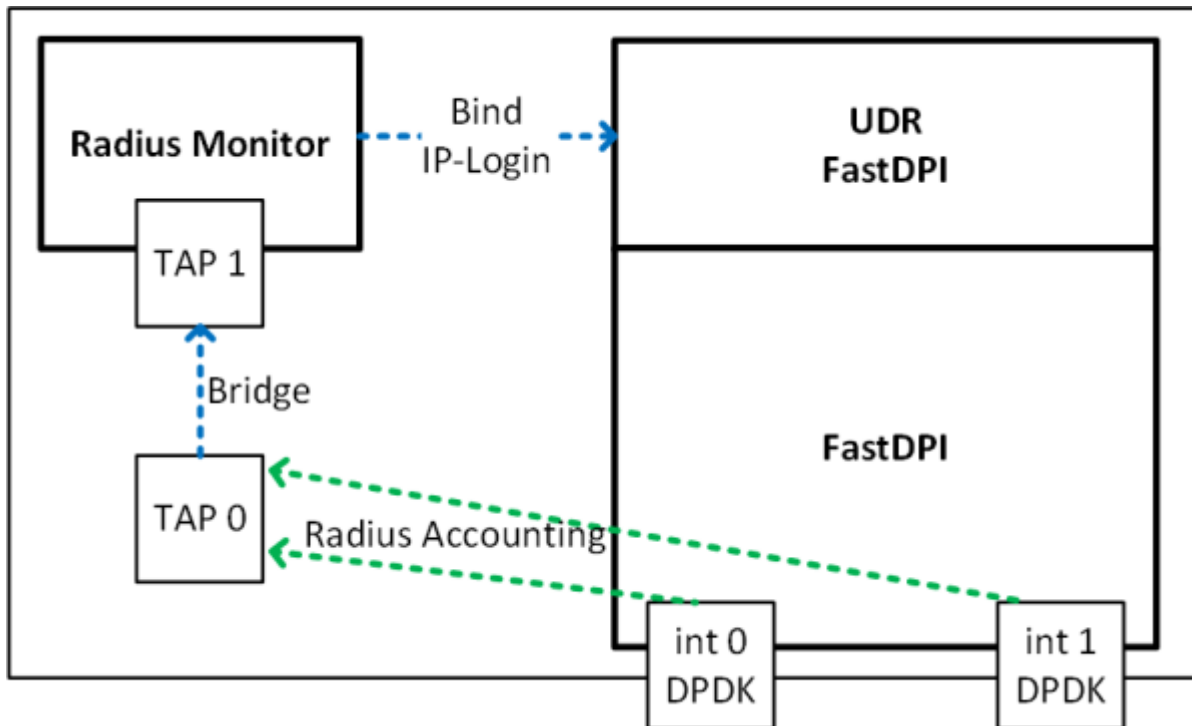 Radius Monitor
Bind
IP-Login
UDR
FastDPI
TAP 1
Bridge
FastDPI
TAP 0
Radius Accounting
int 0
DPDK
int 1
DPDK